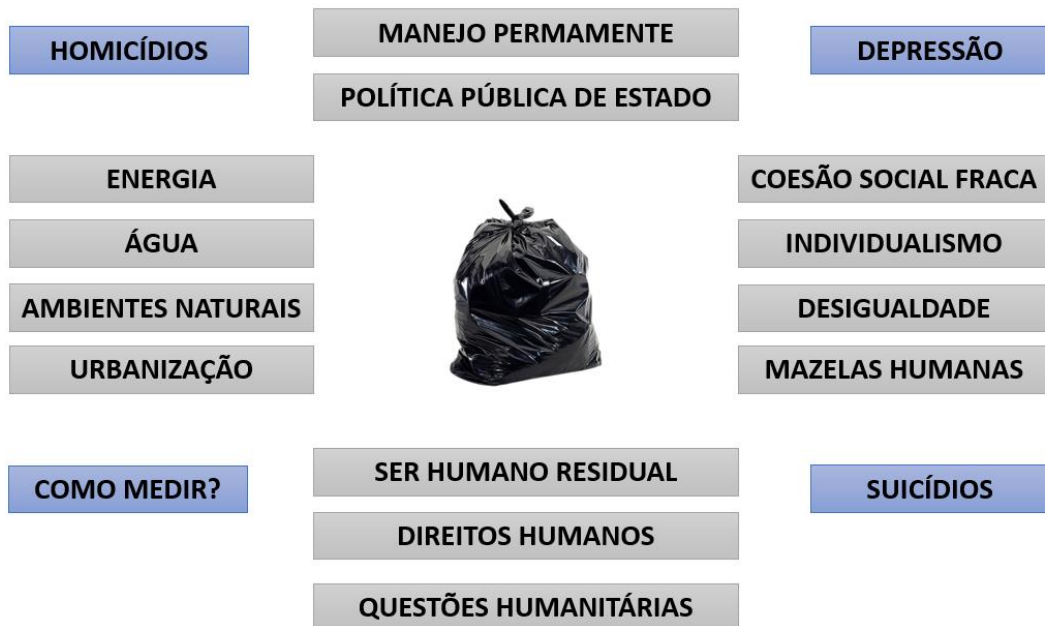 HOMICÍDIOS
MANEJO PERMAMENTE
DEPRESSÃO
POLÍTICA PÚBLICA DE ESTADO
ENERGIA
COESÃO SOCIAL FRACA
ÁGUA
INDIVIDUALISMO
AMBIENTES NATURAIS
DESIGUALDADE
URBANIZAÇÃO
MAZELAS HUMANAS
COMO MEDIR?
SER HUMANO RESIDUAL
SUICÍDIOS
DIREITOS HUMANOS
QUESTÕES HUMANITÁRIAS